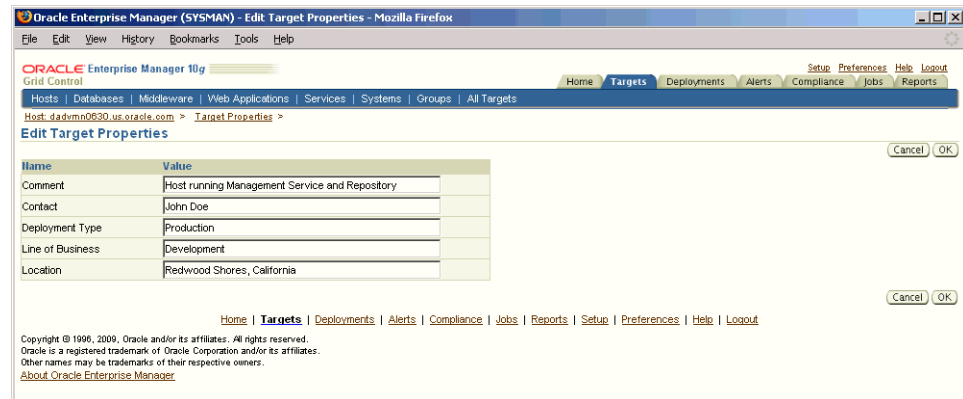 Oracle Enterprise Manager (SYSMAN) - Edit Target Properties - Mozilla Firefox
File Edit View History Bookmarks Tools Help
ORACLE Enterprise Manager 10g
Setup Preferences Help Logout
Grid Control
Home Targets Deployments Alerts Compliance Jobs Reports
Hosts | Databases | Middleware | Web Applications | Services | Systems | Groups | All Targets
Host: dadvmn0630.us.oracle.com > Target Properties >
Edit Target Properties
Cancel OK
Name Value
Comment Host running Management Service and Repository
Contact John Doe
Deployment Type Production
Line of Business Development
Location Redwood Shores, California
Cancel OK
Home | Targets | Deployments | Alerts | Compliance | Jobs | Reports | Setup | Preferences | Help | Logout
Copyright © 1996, 2009, Oracle and/or its affiliates. All rights reserved.
Oracle is a registered trademark of Oracle Corporation and/or its affiliates.
Other names may be trademarks of their respective owners.
About Oracle Enterprise Manager